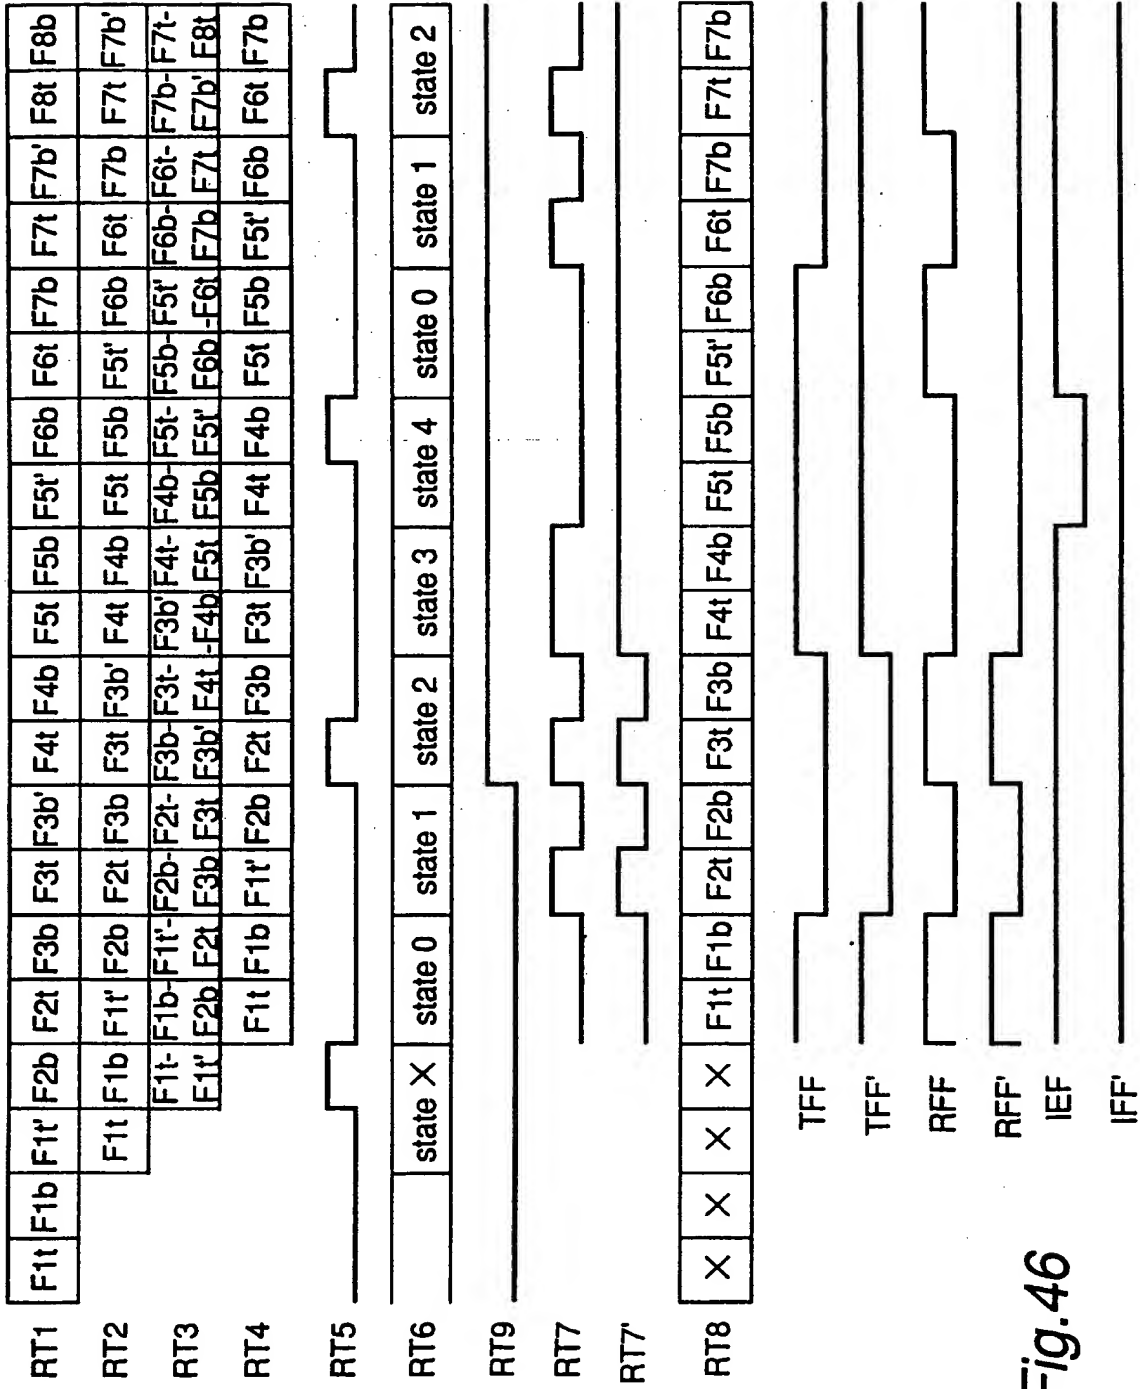 RT1 F1t F1b F1t' F2b F2t F3b F3t F3b' F4t F4b F5t F5b F5t' F6b F6t F7b F7t F7b' F8t F8b
RT2 F1t F1b F1t' F2b F2t F3b F3t F3b' F4t F4b F5t F5b F5t' F6b F6t F7b F7t F7b'
RT3 F1t- F1b- F1t'- F2b- F2t- F3b- F3t- F3b' F4t- F4b- F5t- F5b- F5t' F6b- F6t- F7b- F7t-
F1t' F2b F2t F3b F3t F3b' F4t -F4b F5t F5b F5t' F6b -F6t F7b F7t F7b' F8t
RT4 F1t F1b F1t' F2b F2t F3b F3t F3b' F4t F4b F5t F5b F5t' F6b F6t F7b
RT5
RT6 state X state 0 state 1 state 2 state 3 state 4 state 0 state 1 state 2
RT9
RT7
RT7'
RT8 X X X X F1t F1b F2t F2b F3t F3b F4t F4b F5t F5b F5t' F6b F6t F7b F7t F7b
TFF
TFF'
RFF
RFF'
IEF
IFF'
Fig.46